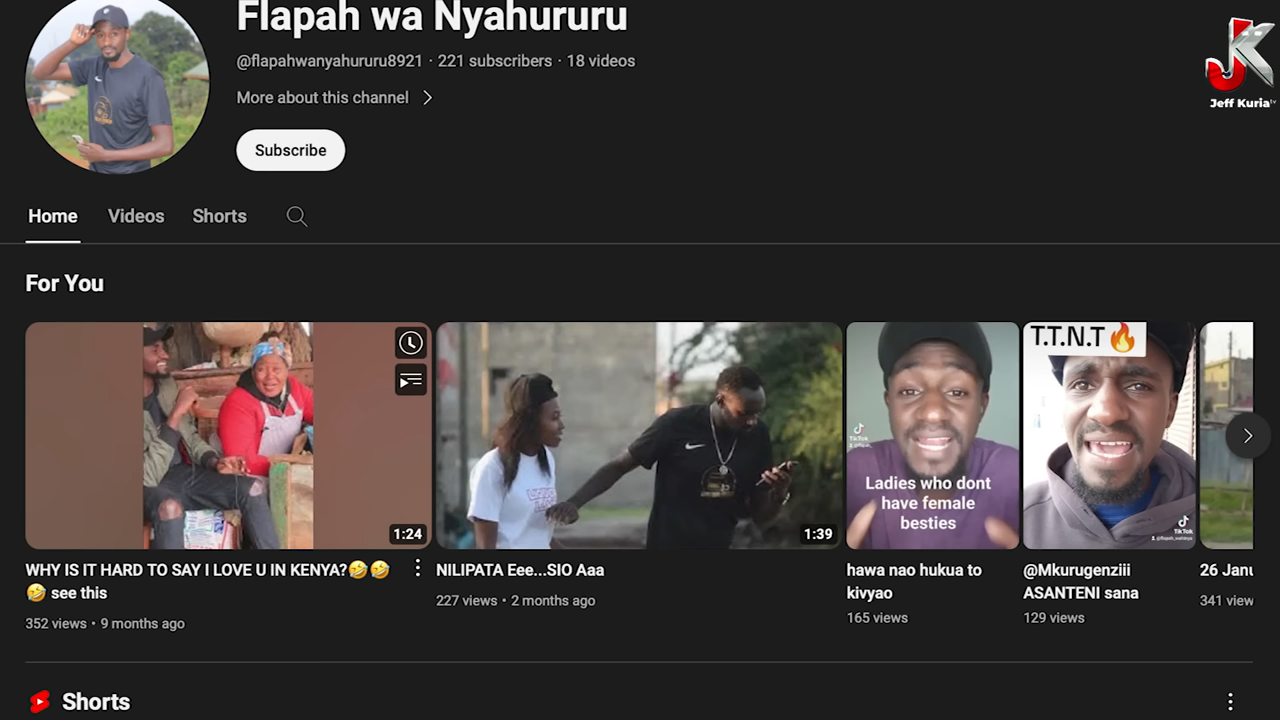 Flapah wa Nyahururu
@flapahwanyahururu8921 · 221 subscribers · 18 videos
More about this channel
Subscribe
Jeff Kuria tv
Home Videos Shorts
For You
T.T.N.T🔥
TikTok
Ladies who dont
have female
besties
TikTok
1:24
1:39
WHY IS IT HARD TO SAY I LOVE U IN KENYA?🤣🤣
🤣 see this
352 views • 9 months ago
NILIPATA Eee...SIO Aaa
227 views • 2 months ago
hawa nao hukua to
kivyao
165 views
@Mkurugenziii
ASANTENI sana
129 views
26 Janu
341 view
Shorts